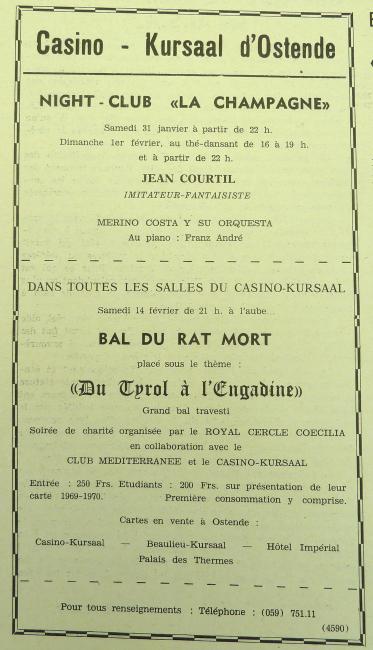 Casino - Kursaal d'Ostende
NIGHT-CLUB «LA CHAMPAGNE»
Samedi 31 janvier à partir de 22 h.
Dimanche 1er février, au thé-dansant de 16 à 19 h.
et à partir de 22 h.
JEAN COURTIL
IMITATEUR-FANTAISISTE
MERINO COSTA Y SU ORQUESTA
Au piano : Franz André
DANS TOUTES LES SALLES DU CASINO-KURSAAL
Samedi 14 février de 21 h. à l'aube...
BAL DU RAT MORT
placé sous le thème :
«Du Tyrol à l'Engadine»
Grand bal travesti
Soirée de charité organisée par le ROYAL CERCLE COECILIA
en collaboration avec le
CLUB MEDITERRANEE et le CASINO-KURSAAL
Entrée : 250 Frs. Etudiants : 200 Frs. sur présentation de leur
carte 1969-1970. Première consommation y comprise.
Cartes en vente à Ostende :
Casino-Kursaal — Beaulieu-Kursaal — Hôtel Impérial
Palais des Thermes
Pour tous renseignements : Téléphone : (059) 751.11
(4590)